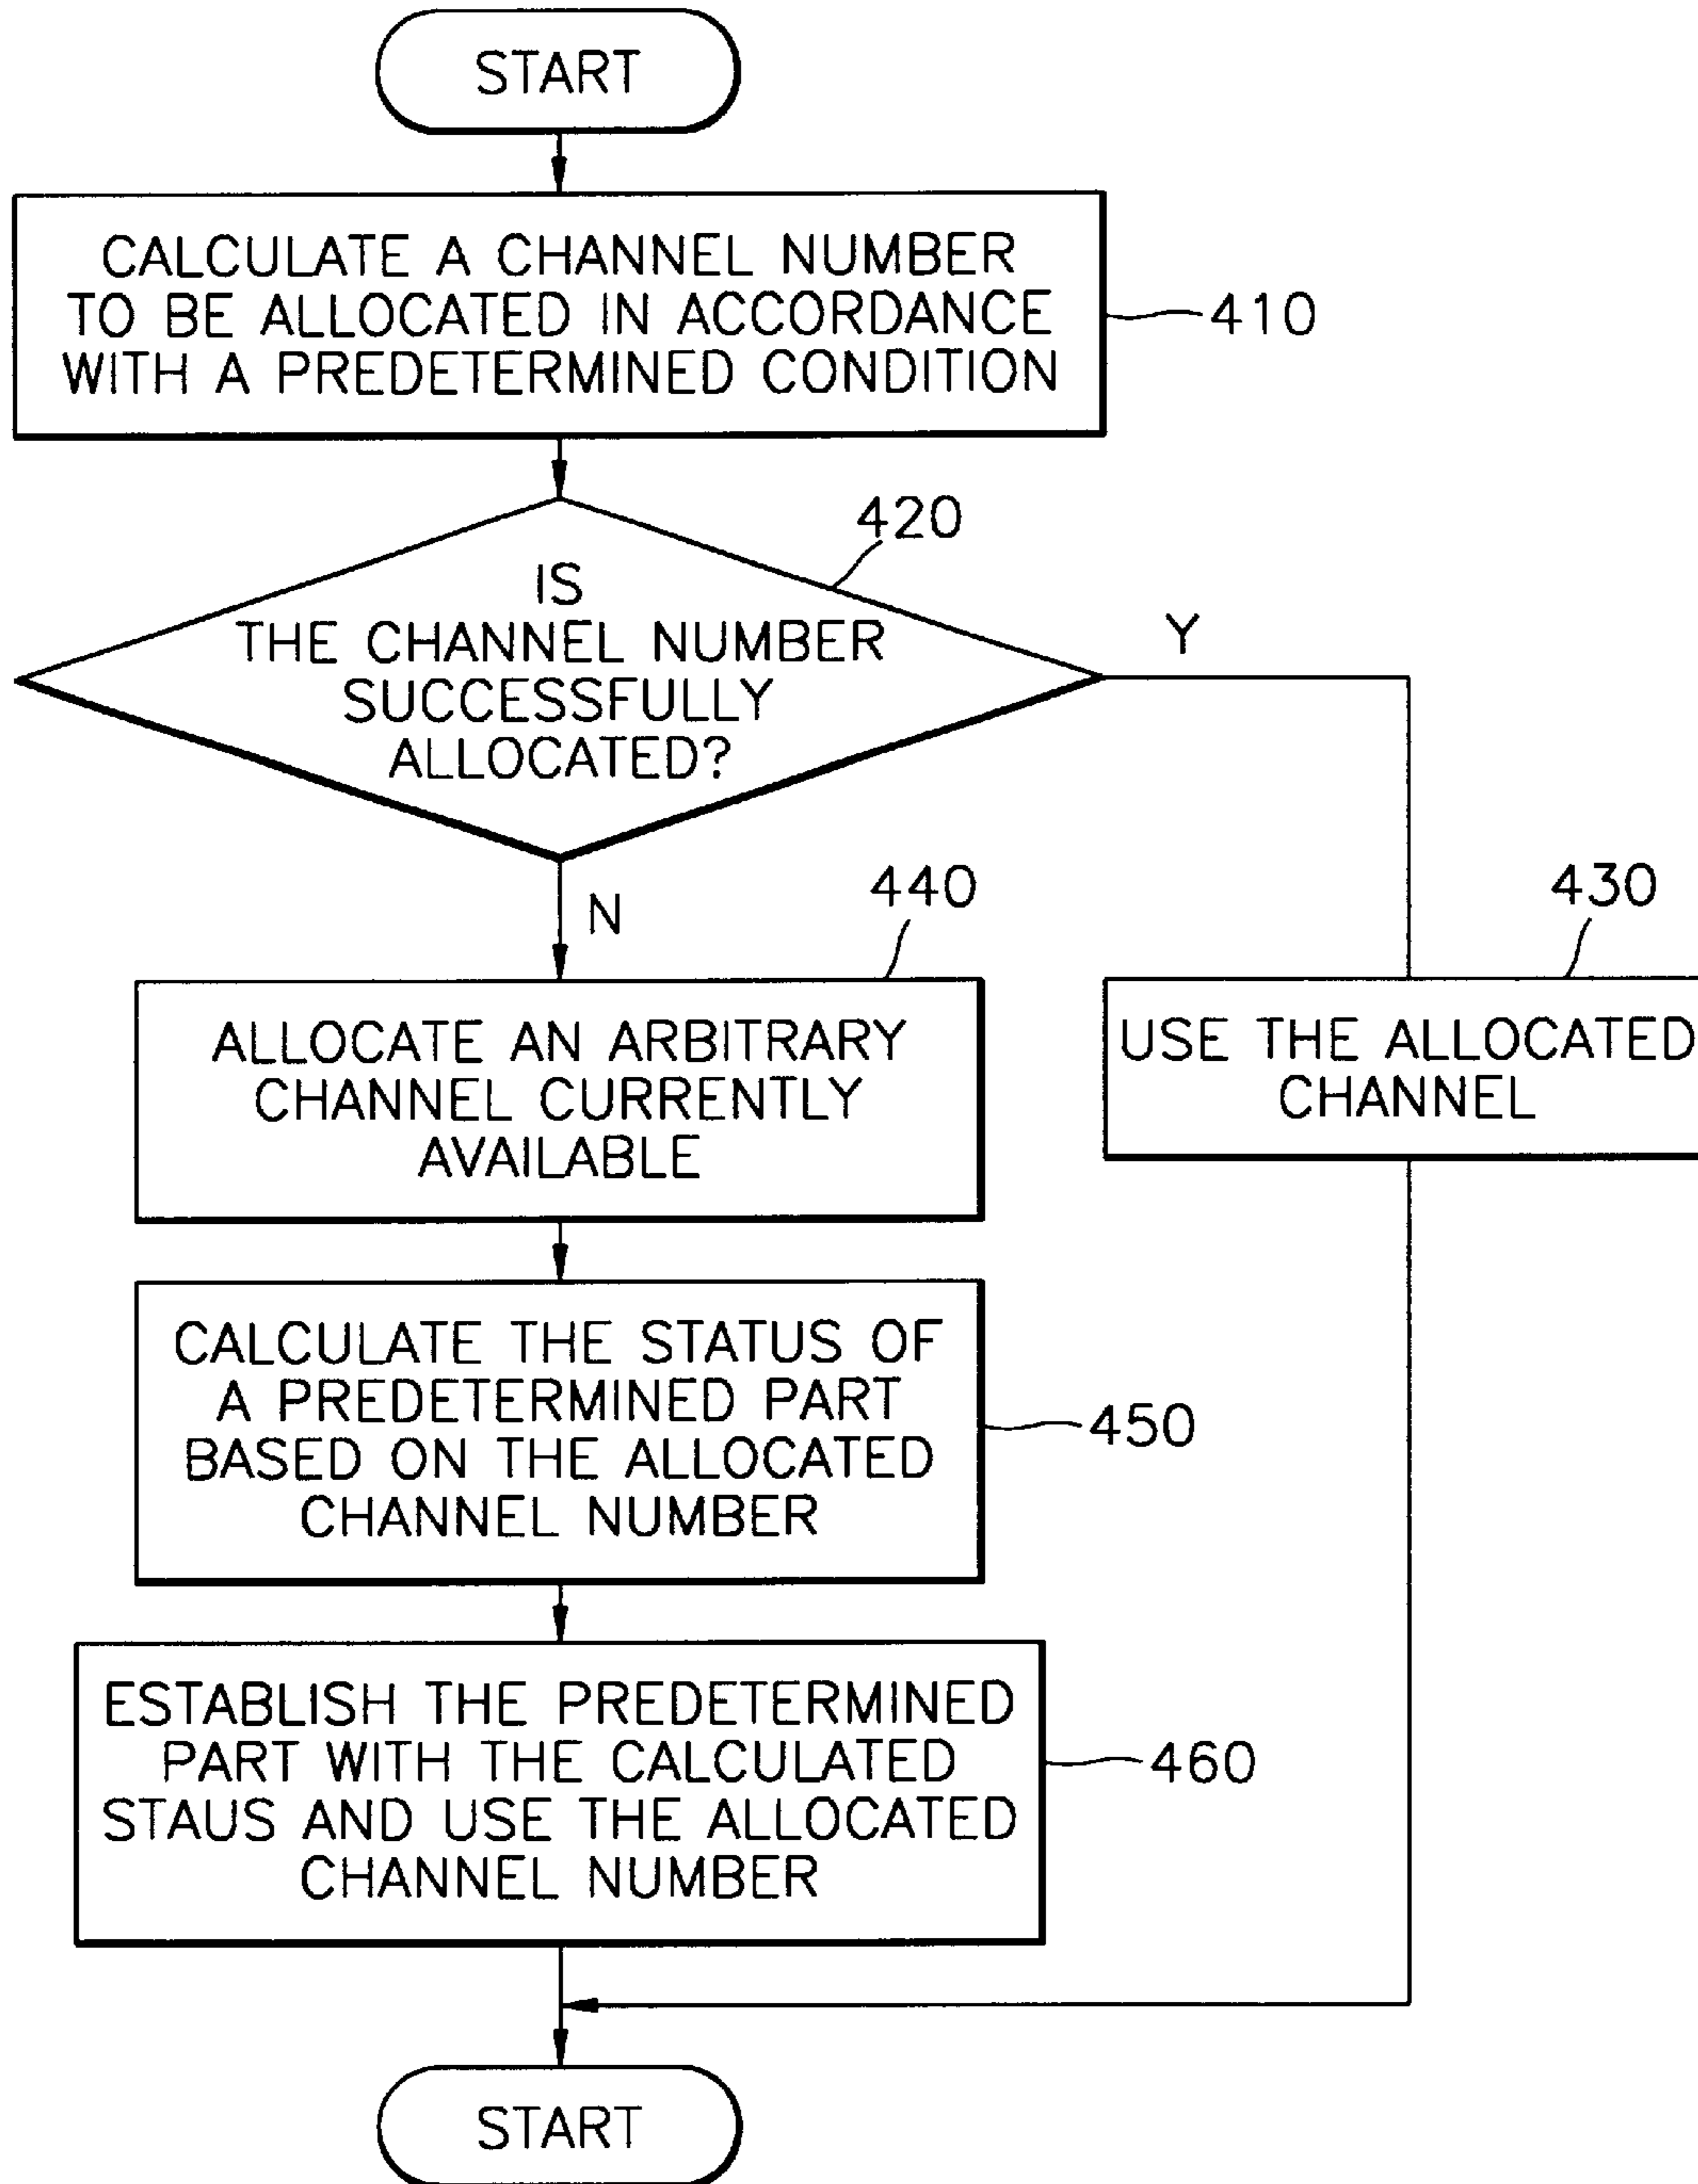 START
CALCULATE A CHANNEL NUMBER
TO BE ALLOCATED IN ACCORDANCE
WITH A PREDETERMINED CONDITION
410
420
IS
THE CHANNEL NUMBER
SUCCESSFULLY
ALLOCATED?
Y
N
440
430
ALLOCATE AN ARBITRARY
CHANNEL CURRENTLY
AVAILABLE
USE THE ALLOCATED
CHANNEL
CALCULATE THE STATUS OF
A PREDETERMINED PART
BASED ON THE ALLOCATED
CHANNEL NUMBER
450
ESTABLISH THE PREDETERMINED
PART WITH THE CALCULATED
STAUS AND USE THE ALLOCATED
CHANNEL NUMBER
460
START